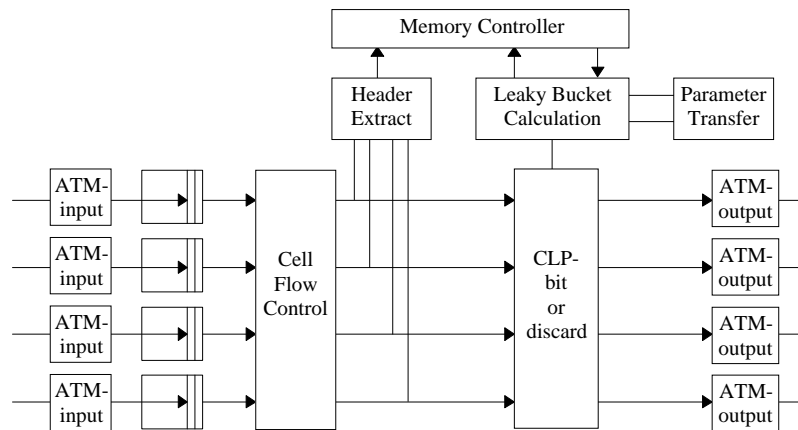 Memory Controller
Header
Extract
Leaky Bucket
Calculation
Parameter
Transfer
ATM-
input
ATM-
input
ATM-
input
ATM-
input
Cell
Flow
Control
CLP-
bit
or
discard
ATM-
output
ATM-
output
ATM-
output
ATM-
output